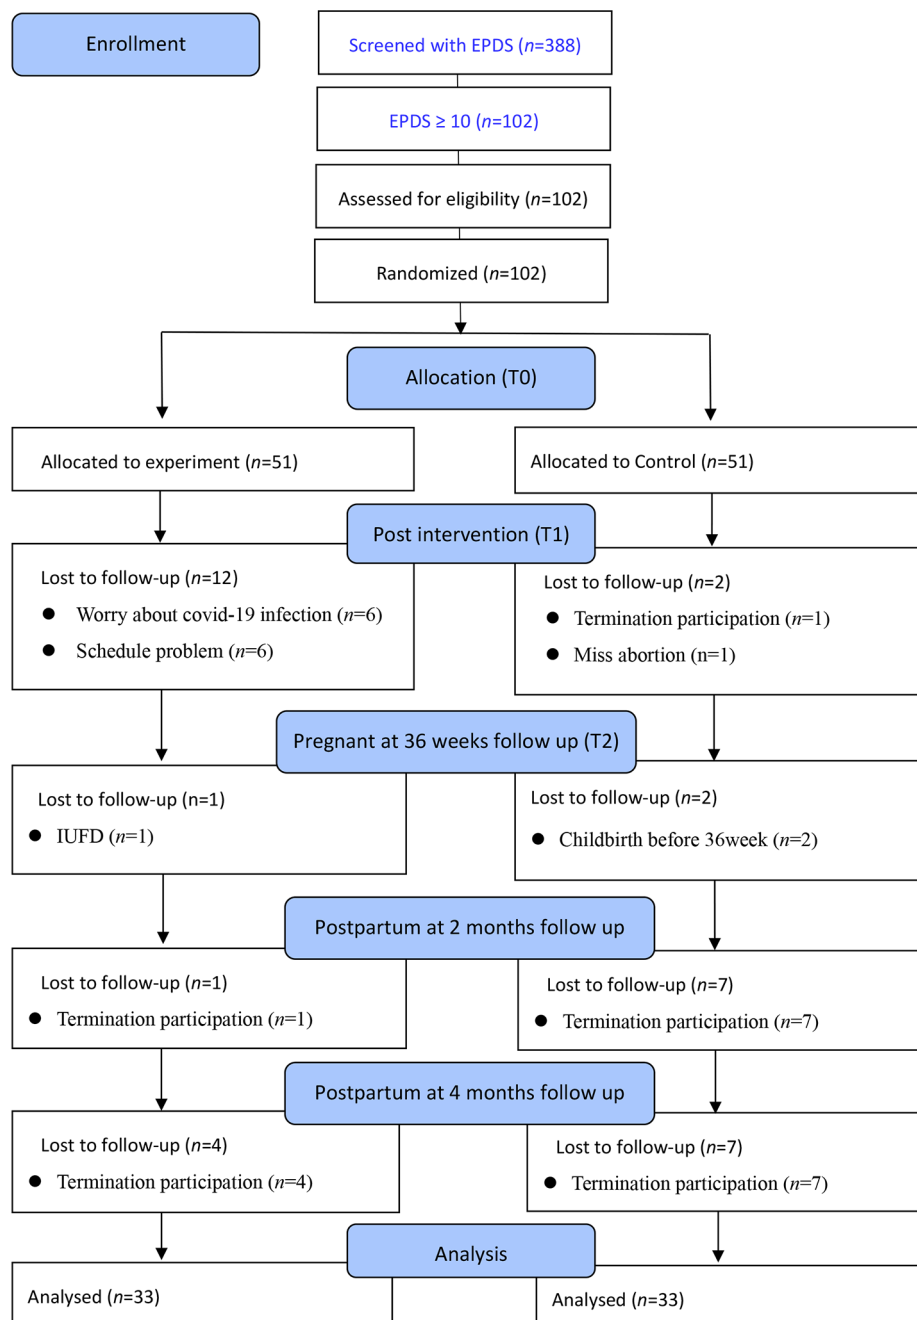 Enrollment
Screened with EPDS (n=388)
EPDS ≥ 10 (n=102)
Assessed for eligibility (n=102)
Randomized (n=102)
Allocation (T0)
Allocated to experiment (n=51)
Allocated to Control (n=51)
Post intervention (T1)
Lost to follow-up (n=12)
● Worry about covid-19 infection (n=6)
● Schedule problem (n=6)
Lost to follow-up (n=2)
● Termination participation (n=1)
● Miss abortion (n=1)
Pregnant at 36 weeks follow up (T2)
Lost to follow-up (n=1)
● IUFD (n=1)
Lost to follow-up (n=2)
● Childbirth before 36week (n=2)
Postpartum at 2 months follow up
Lost to follow-up (n=1)
● Termination participation (n=1)
Lost to follow-up (n=7)
● Termination participation (n=7)
Postpartum at 4 months follow up
Lost to follow-up (n=4)
● Termination participation (n=4)
Lost to follow-up (n=7)
● Termination participation (n=7)
Analysis
Analysed (n=33)
Analysed (n=33)